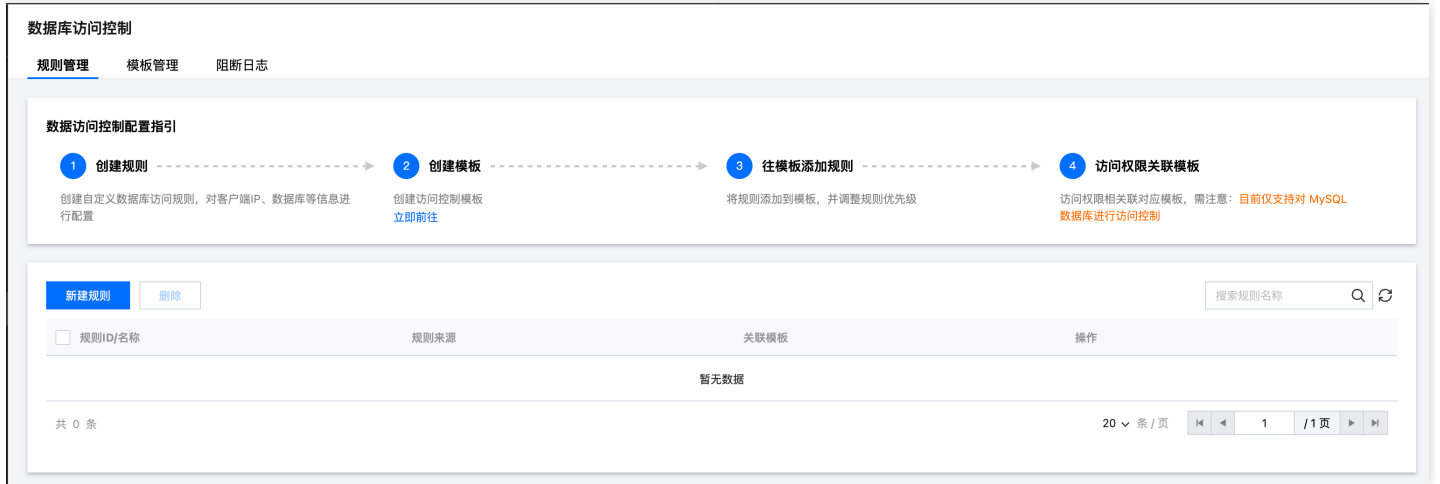 数据库访问控制
规则管理 模板管理 阻断日志
数据访问控制配置指引
1 创建规则
创建自定义数据库访问规则，对客户端IP、数据库等信息进
行配置
2 创建模板
创建访问控制模板
立即前往
3 往模板添加规则
将规则添加到模板，并调整规则优先级
4 访问权限关联模板
访问权限相关联对应模板，需注意：目前仅支持对 MySQL
数据库进行访问控制
新建规则 删除 搜索规则名称
规则ID/名称 规则来源 关联模板 操作
暂无数据
共 0 条 20 条 / 页 1 / 1 页